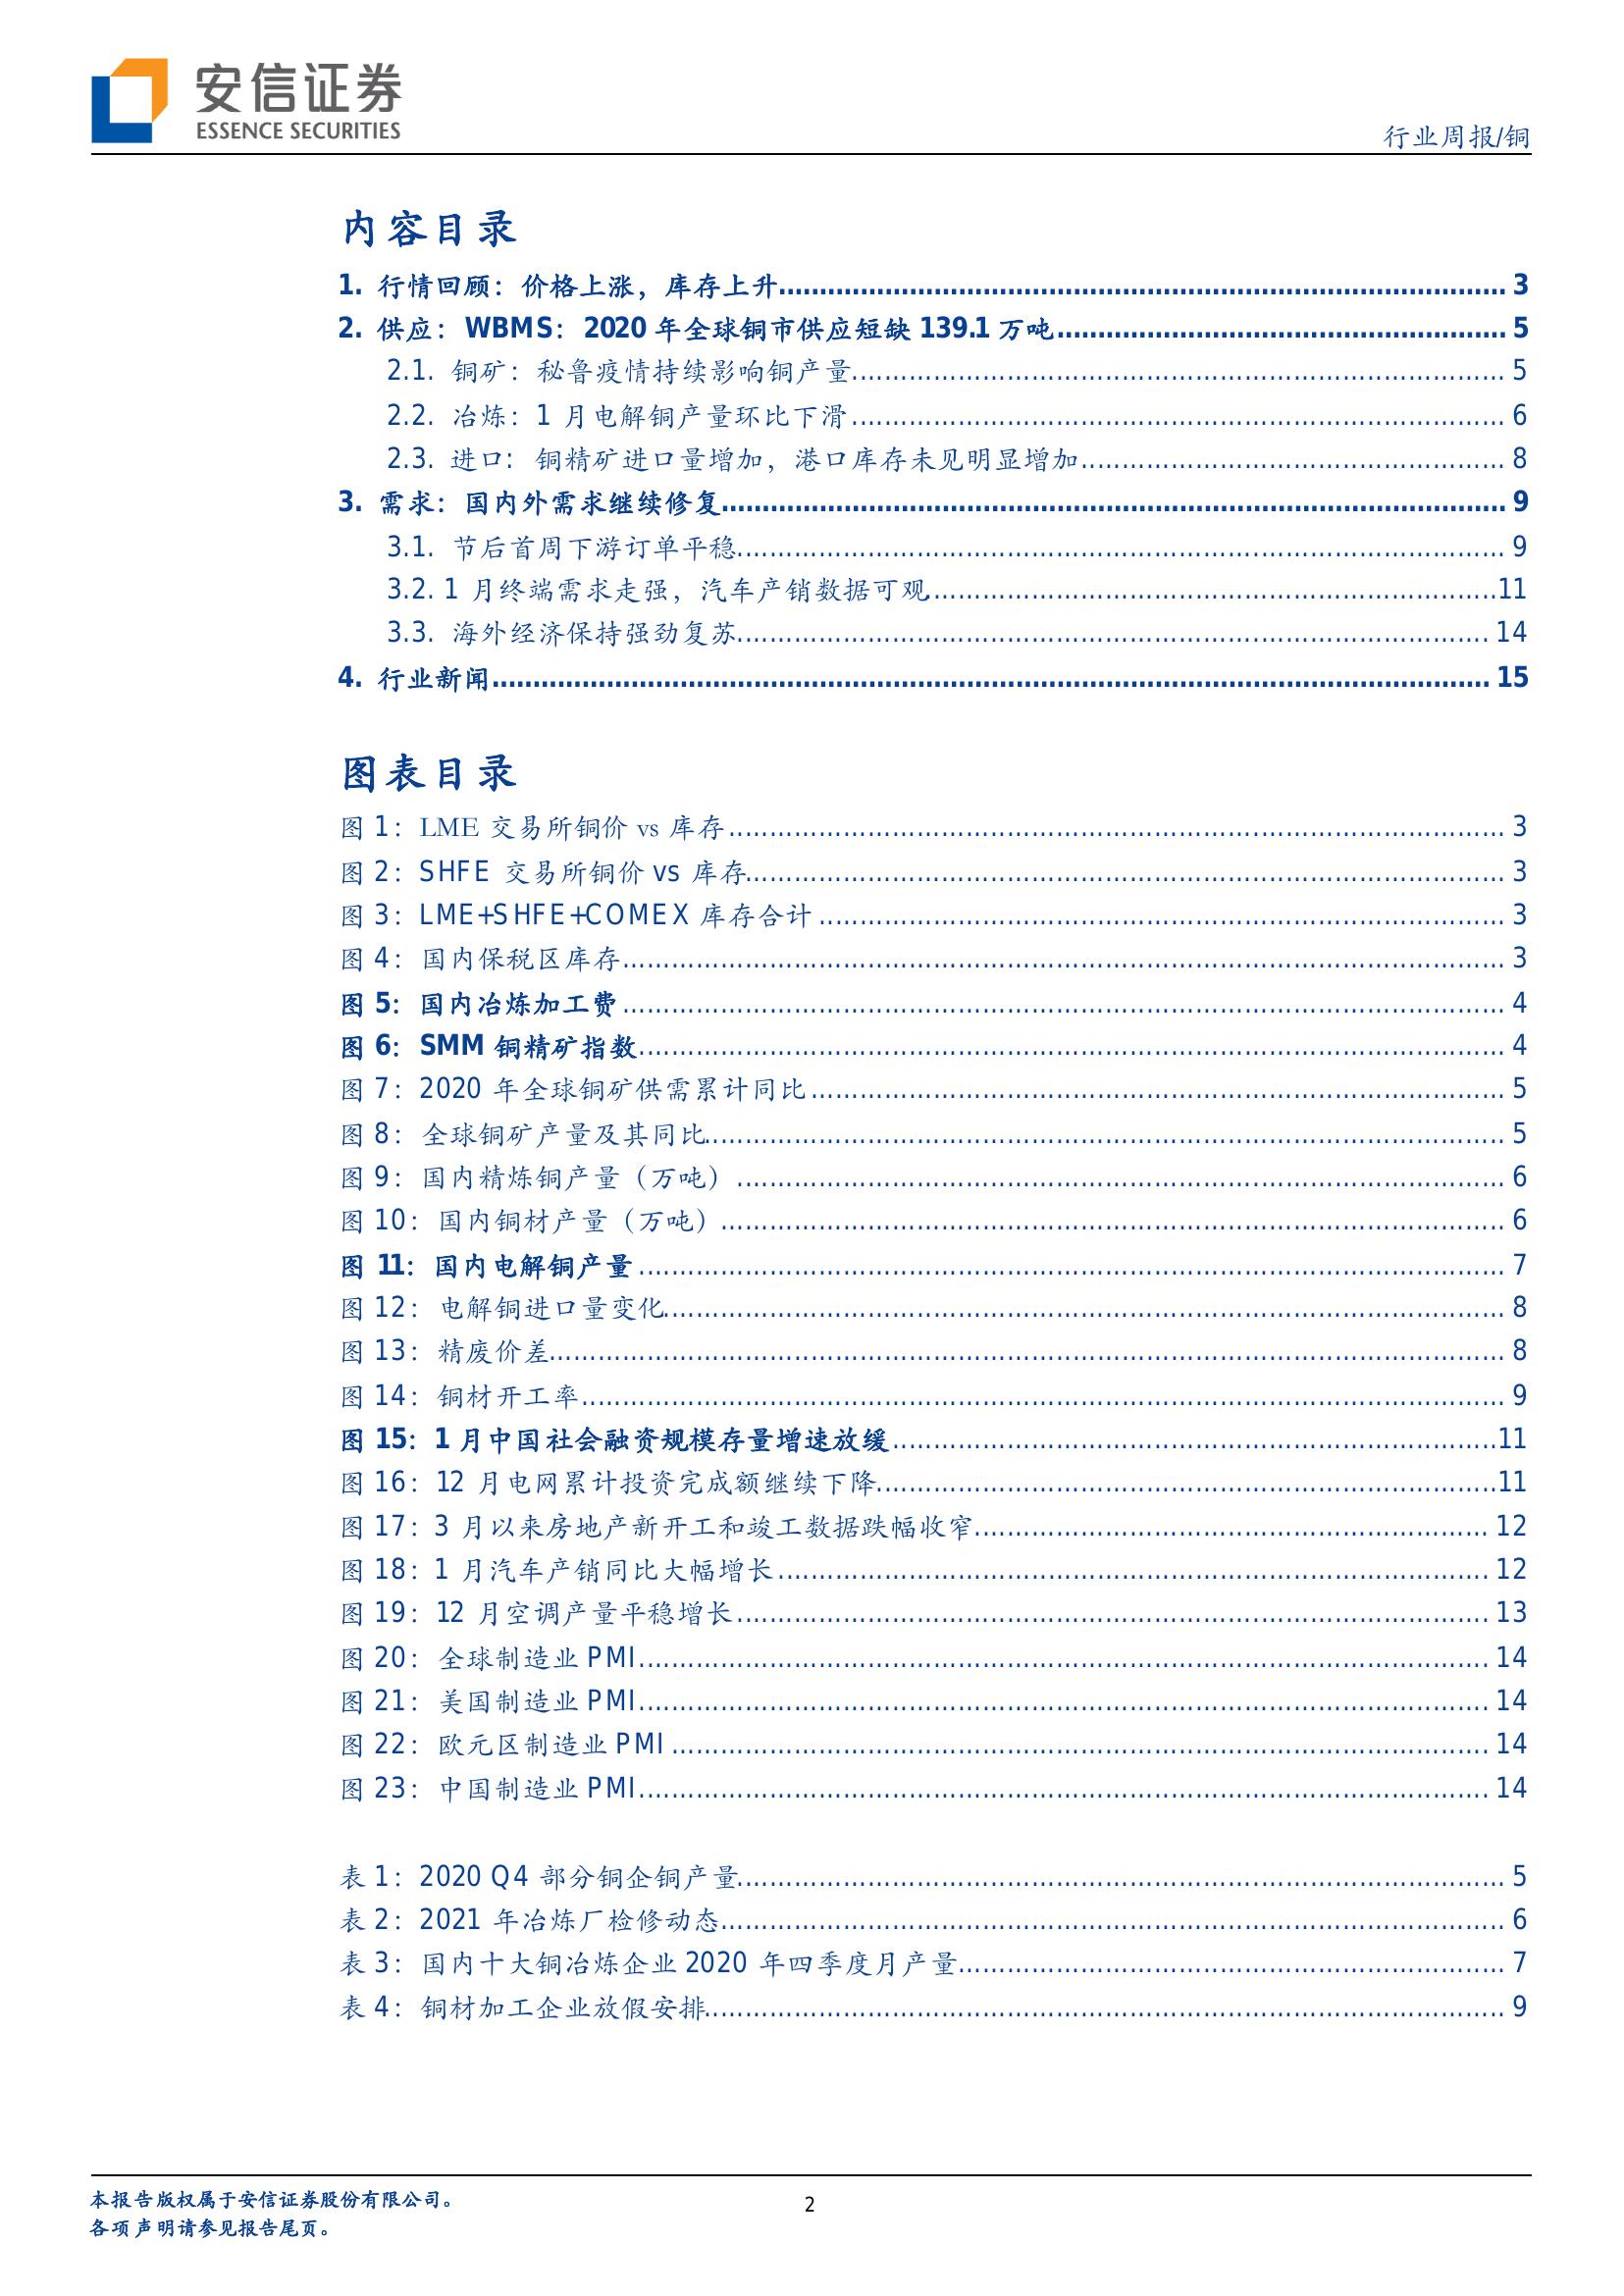 安信证券
ESSENCE SECURITIES
行业周报/铜
内容目录
1. 行情回顾：价格上涨，库存上升 3
2. 供应：WBMS：2020 年全球铜市供应短缺 139.1 万吨 5
2.1. 铜矿：秘鲁疫情持续影响铜产量 5
2.2. 冶炼：1 月电解铜产量环比下滑 6
2.3. 进口：铜精矿进口量增加，港口库存未见明显增加 8
3. 需求：国内外需求继续修复 9
3.1. 节后首周下游订单平稳 9
3.2. 1 月终端需求走强，汽车产销数据可观 11
3.3. 海外经济保持强劲复苏 14
4. 行业新闻 15
图表目录
图 1：LME 交易所铜价 vs 库存 3
图 2：SHFE 交易所铜价 vs 库存 3
图 3：LME+SHFE+COMEX 库存合计 3
图 4：国内保税区库存 3
图 5：国内冶炼加工费 4
图 6：SMM 铜精矿指数 4
图 7：2020 年全球铜矿供需累计同比 5
图 8：全球铜矿产量及其同比 5
图 9：国内精炼铜产量（万吨） 6
图 10：国内铜材产量（万吨） 6
图 11：国内电解铜产量 7
图 12：电解铜进口量变化 8
图 13：精废价差 8
图 14：铜材开工率 9
图 15：1 月中国社会融资规模存量增速放缓 11
图 16：12 月电网累计投资完成额继续下降 11
图 17：3 月以来房地产新开工和竣工数据跌幅收窄 12
图 18：1 月汽车产销同比大幅增长 12
图 19：12 月空调产量平稳增长 13
图 20：全球制造业 PMI 14
图 21：美国制造业 PMI 14
图 22：欧元区制造业 PMI 14
图 23：中国制造业 PMI 14
表 1：2020 Q4 部分铜企铜产量 5
表 2：2021 年冶炼厂检修动态 6
表 3：国内十大铜冶炼企业 2020 年四季度月产量 7
表 4：铜材加工企业放假安排 9
本报告版权属于安信证券股份有限公司。
各项声明请参见报告尾页。
2